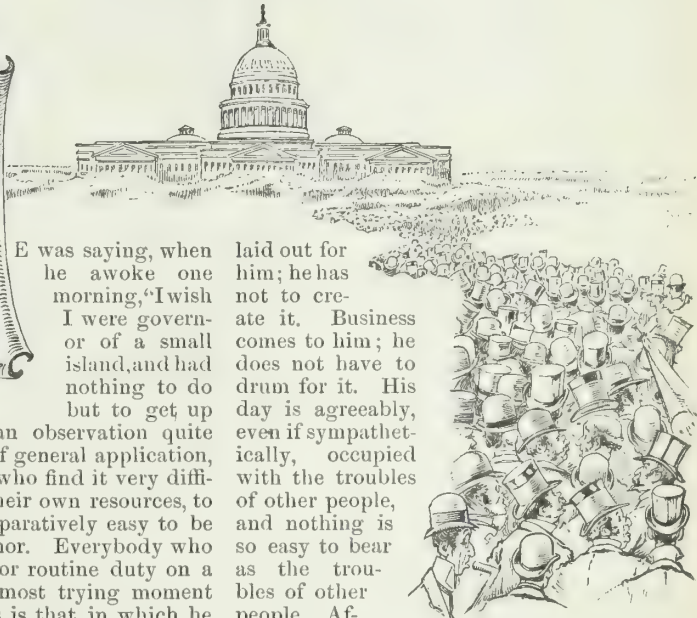 E was saying, when
he awoke one
morning, “I wish
I were govern-
or of a small
island, and had
nothing to do
but to get up
an observation quite
f general application,
who find it very diffi-
heir own resources, to
paratively easy to be
nor. Everybody who
or routine duty on a
most trying moment
s is that in which he
laid out for
him; he has
not to cre-
ate it. Business
comes to him; he
does not have to
drum for it. His
day is agreeably,
even if sympathet-
ically, occupied
with the troubles
of other people,
and nothing is
so easy to bear
as the trou-
bles of other
people. Af-